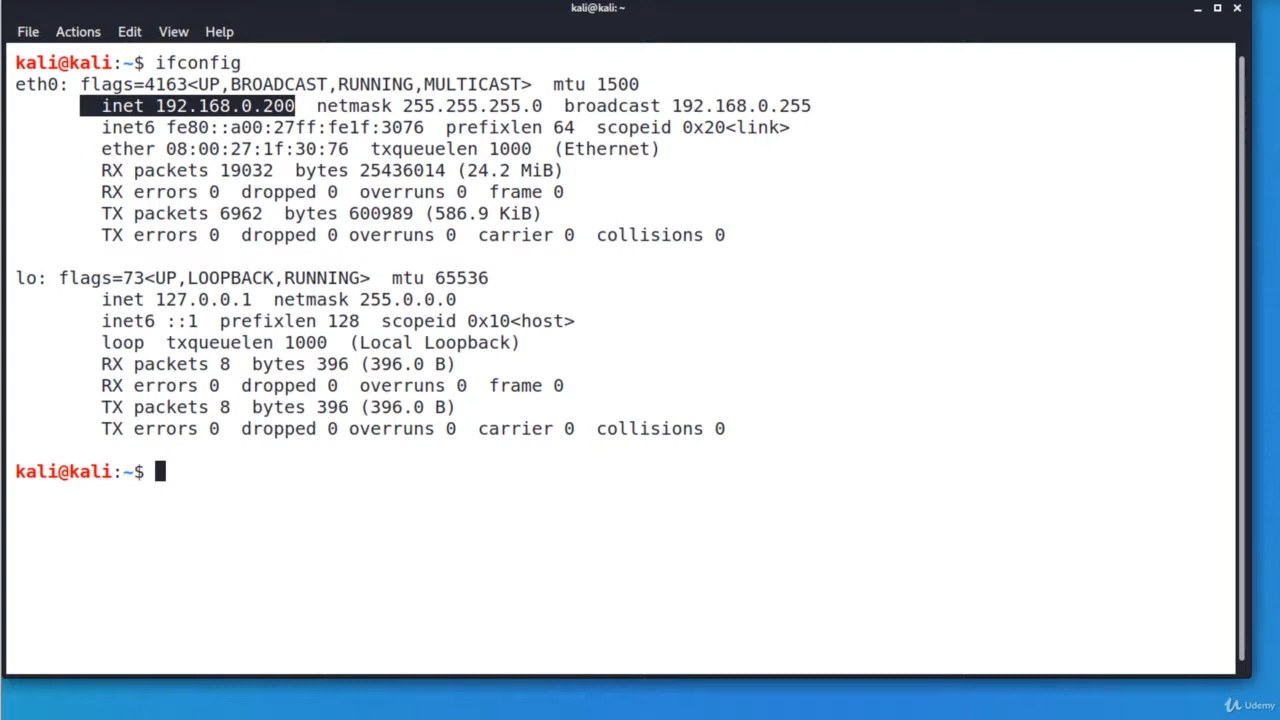 kali@kali:~
File Actions Edit View Help
kali@kali:~$ ifconfig
eth0: flags=4163<UP,BROADCAST,RUNNING,MULTICAST>  mtu 1500
        inet 192.168.0.200  netmask 255.255.255.0  broadcast 192.168.0.255
        inet6 fe80::a00:27ff:fe1f:3076  prefixlen 64  scopeid 0x20<link>
        ether 08:00:27:1f:30:76  txqueuelen 1000  (Ethernet)
        RX packets 19032  bytes 25436014 (24.2 MiB)
        RX errors 0  dropped 0  overruns 0  frame 0
        TX packets 6962  bytes 600989 (586.9 KiB)
        TX errors 0  dropped 0 overruns 0  carrier 0  collisions 0
lo: flags=73<UP,LOOPBACK,RUNNING>  mtu 65536
        inet 127.0.0.1  netmask 255.0.0.0
        inet6 ::1  prefixlen 128  scopeid 0x10<host>
        loop  txqueuelen 1000  (Local Loopback)
        RX packets 8  bytes 396 (396.0 B)
        RX errors 0  dropped 0  overruns 0  frame 0
        TX packets 8  bytes 396 (396.0 B)
        TX errors 0  dropped 0 overruns 0  carrier 0  collisions 0
kali@kali:~$
Udemy